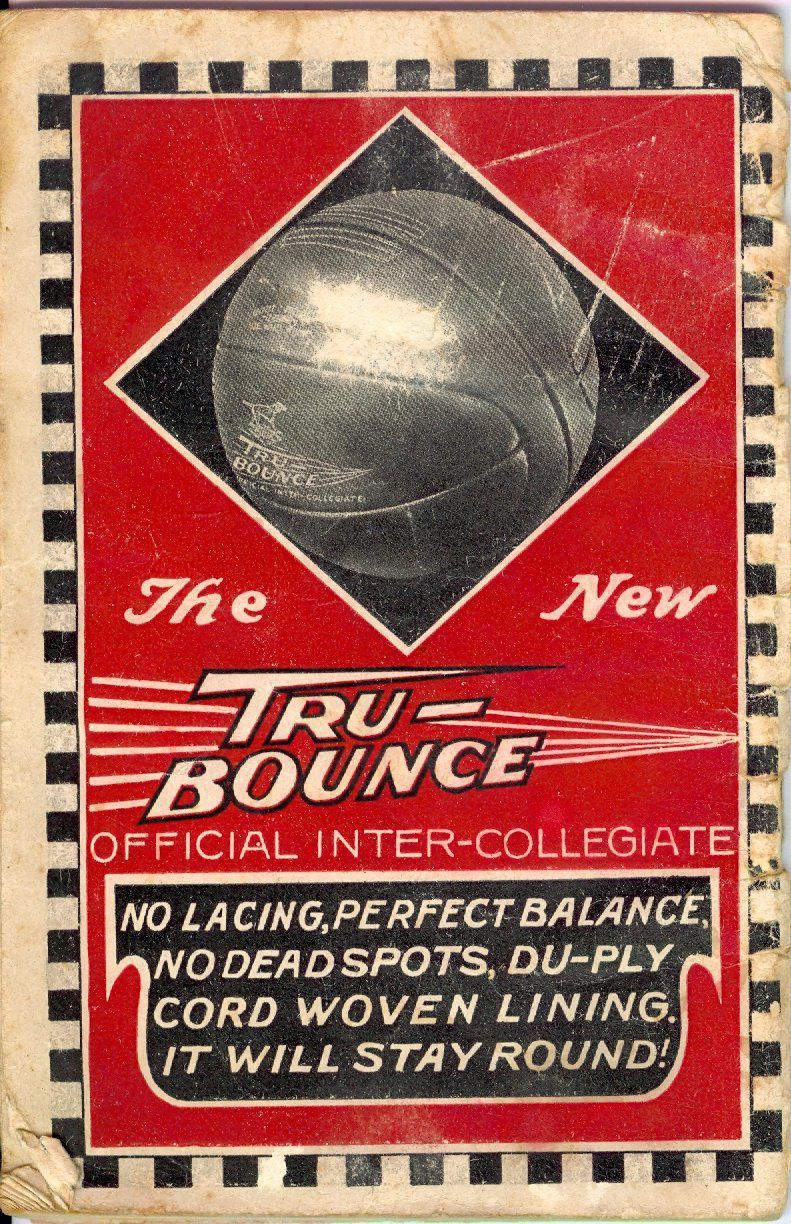 TRU-
BOUNCE
INTER-COLLEGIATE
The New
TRU-
BOUNCE
OFFICIAL INTER-COLLEGIATE
NO LACING, PERFECT BALANCE,
NO DEAD SPOTS, DU-PLY
CORD WOVEN LINING.
IT WILL STAY ROUND!